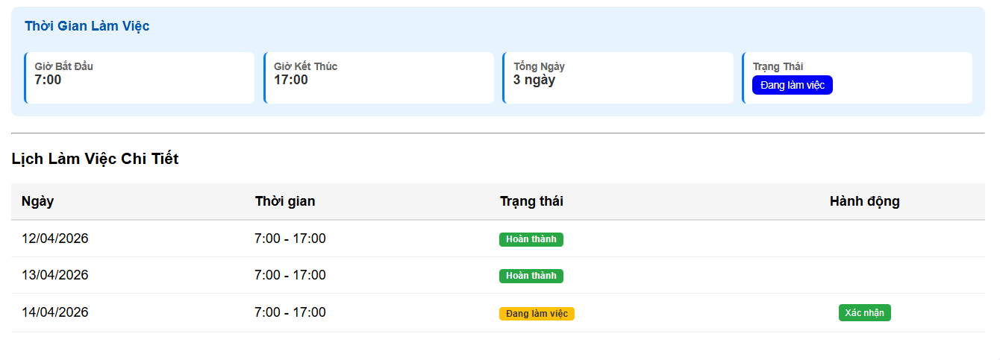 Thời Gian Làm Việc
Giờ Bắt Đầu Giờ Kết Thúc Tổng Ngày Trạng Thái
7:00 17:00 3 ngày Đang làm việc
Lịch Làm Việc Chi Tiết
Ngày Thời gian Trạng thái Hành động
12/04/2026 7:00 - 17:00 Hoàn thành
13/04/2026 7:00 - 17:00 Hoàn thành
14/04/2026 7:00 - 17:00 Đang làm việc Xác nhận